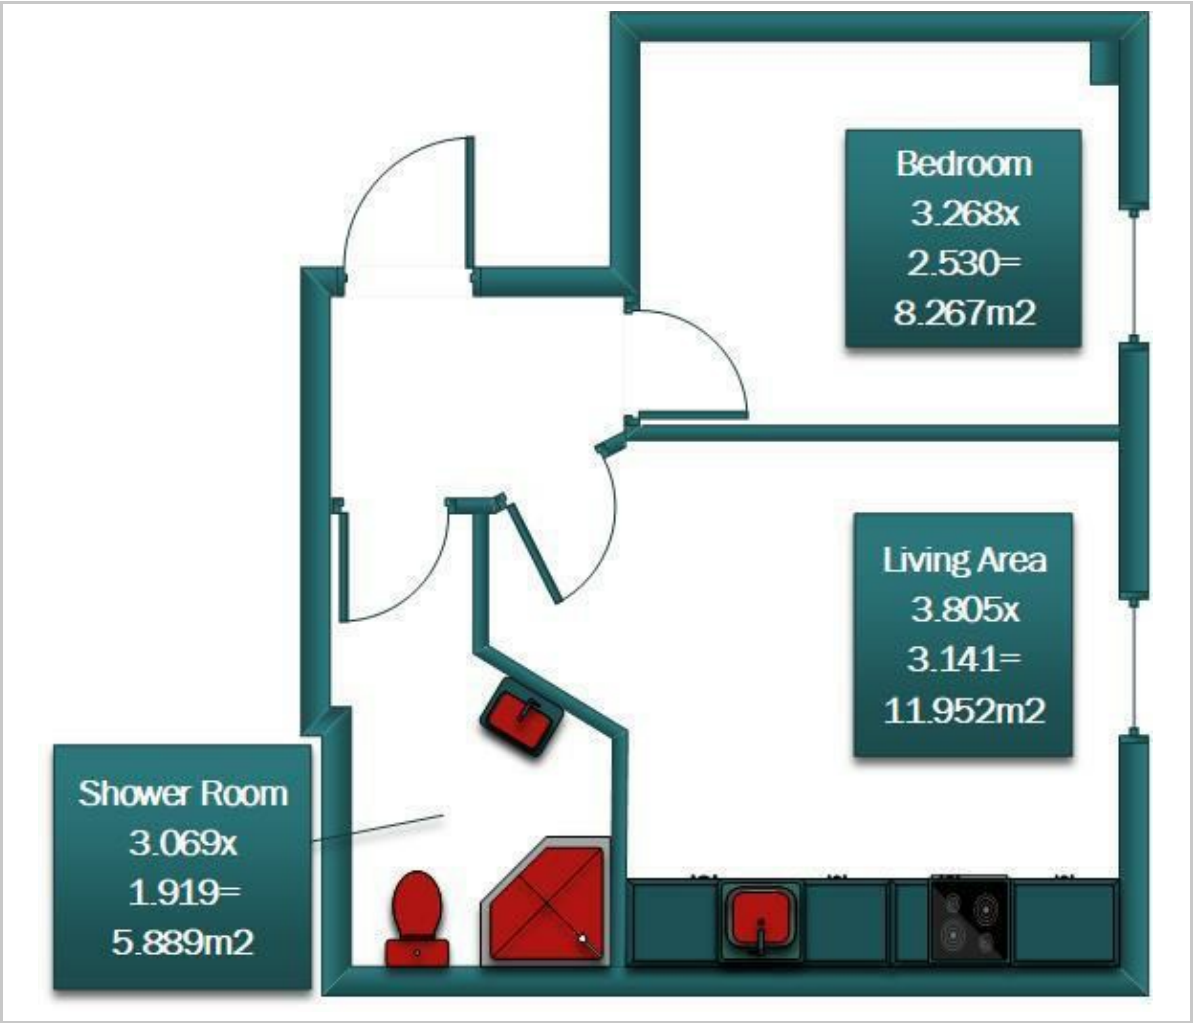 Bedroom
3.268x
2.530=
8.267m2
Living Area
3.805x
3.141=
11.952m2
Shower Room
3.069x
1.919=
5.889m2